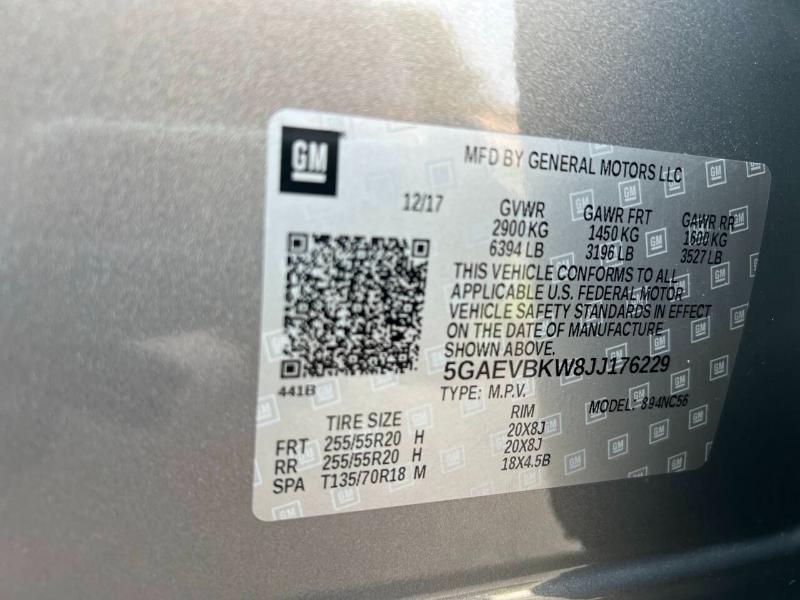 GM
MFD BY GENERAL MOTORS LLC
12/17
GVWR GAWR FRT GAWR RR
2900 KG 1450 KG 1600 KG
6394 LB 3196 LB 3527 LB
THIS VEHICLE CONFORMS TO ALL
APPLICABLE U.S. FEDERAL MOTOR
VEHICLE SAFETY STANDARDS IN EFFECT
ON THE DATE OF MANUFACTURE
SHOWN ABOVE.
441B
5GAEVBKW8JJ176229
TYPE: M.P.V. MODEL: 894NC56
TIRE SIZE RIM
FRT 255/55R20 H 20X8J
RR 255/55R20 H 20X8J
SPA T135/70R18 M 18X4.5B